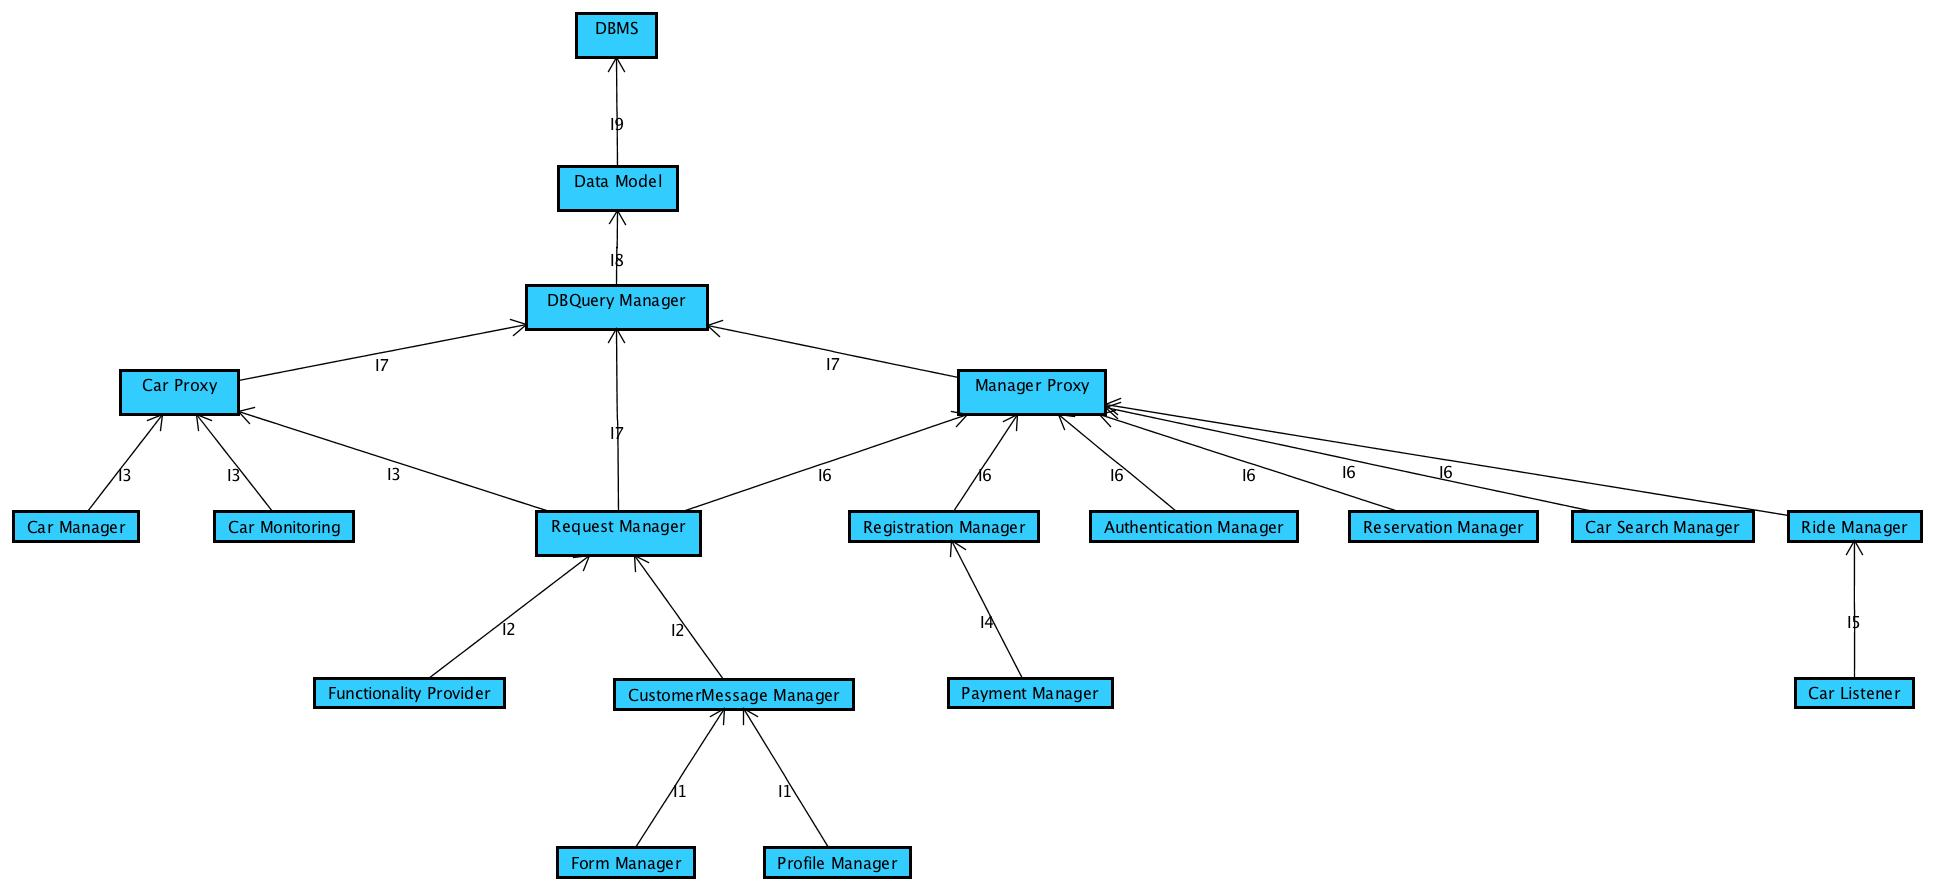 DBMS
I9
Data Model
I8
DBQuery Manager
I7
I7
Car Proxy
Manager Proxy
I7
I3
I3
I3
I6
I6
I6
I6
I6
I6
Car Manager
Car Monitoring
Request Manager
Registration Manager
Authentication Manager
Reservation Manager
Car Search Manager
Ride Manager
I2
I2
I4
I5
Functionality Provider
CustomerMessage Manager
Payment Manager
Car Listener
I1
I1
Form Manager
Profile Manager